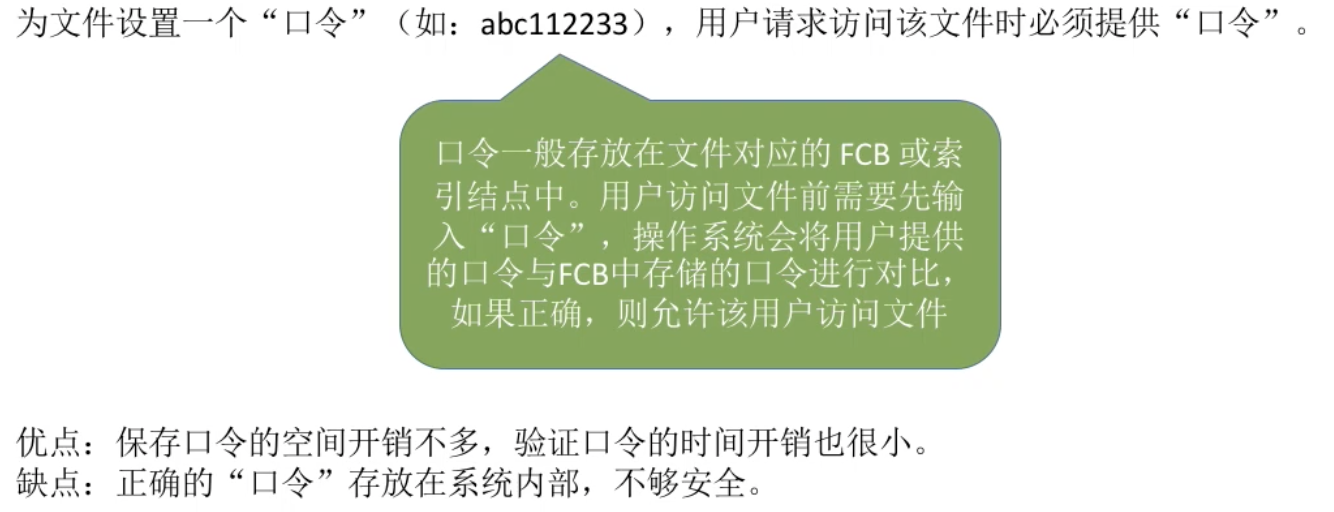 为文件设置一个“口令”（如：abc112233），用户请求访问该文件时必须提供“口令”。
口令一般存放在文件对应的 FCB 或索
引结点中。用户访问文件前需要先输
入“口令”，操作系统会将用户提供
的口令与FCB中存储的口令进行对比，
如果正确，则允许该用户访问文件
优点：保存口令的空间开销不多，验证口令的时间开销也很小。
缺点：正确的“口令”存放在系统内部，不够安全。